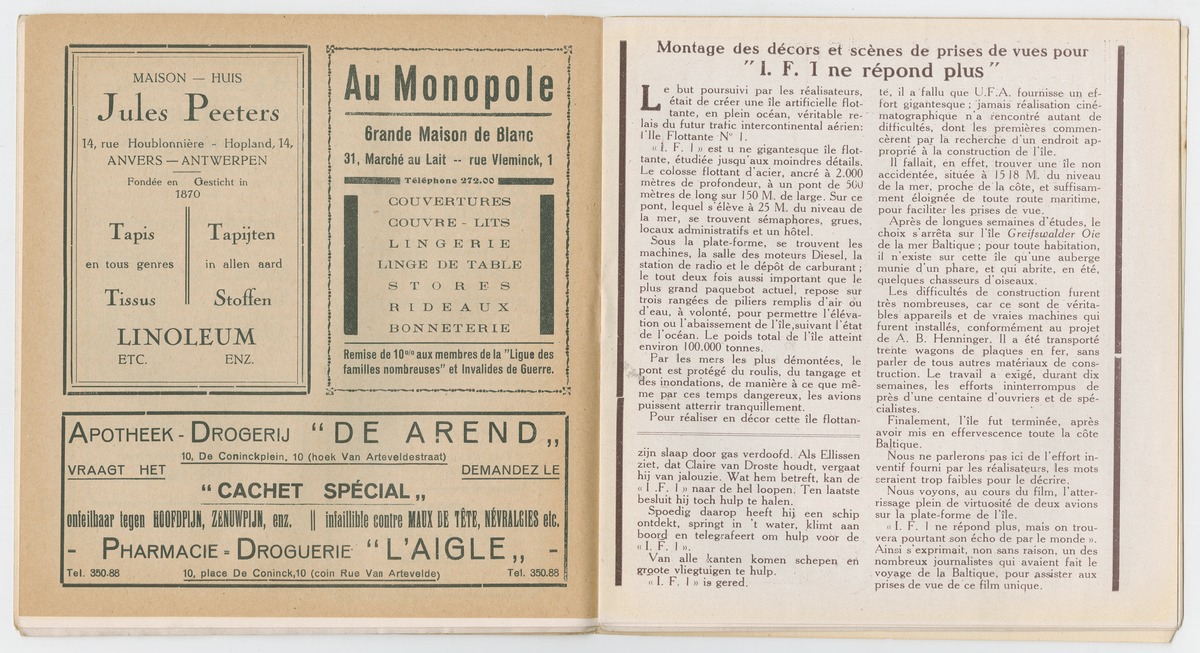 MAISON — HUIS
Jules Peeters
14, rue Houblonnière - Hopland, 14,
ANVERS — ANTWERPEN
Fondée en Gesticht in
1870
Tapis Tapijten
en tous genres in allen aard
Tissus Stoffen
LINOLEUM
ETC. ENZ.
Au Monopole
Grande Maison de Blanc
31, Marché au Lait -- rue Vleminck, 1
Téléphone 272.00
COUVERTURES
COUVRE - LITS
LINGERIE
LINGE DE TABLE
STORES
RIDEAUX
BONNETERIE
Remise de 10% aux membres de la "Ligue des
familles nombreuses" et Invalides de Guerre.
APOTHEEK - DROGERIJ "DE AREND„
10, De Coninckplein, 10 (hoek Van Arteveldestraat)
VRAAGT HET DEMANDEZ LE
"CACHET SPÉCIAL„
onfeilbaar tegen HOOFDPIJN, ZENUWPIJN, enz. || infaillible contre MAUX DE TÊTE, NÉVRALGIES etc.
- PHARMACIE - DROGUERIE "L'AIGLE„ -
Tel. 350.88 10, place De Coninck,10 (coin Rue Van Artevelde) Tel. 350.88
Montage des décors et scènes de prises de vues pour
"I. F. 1 ne répond plus"
Le but poursuivi par les réalisateurs,
était de créer une île artificielle flot-
tante, en plein océan, véritable re-
lais du futur trafic intercontinental aérien:
l'Ile Flottante N° 1.
« I. F. 1 » est u ne gigantesque île flot-
tante, étudiée jusqu'aux moindres détails.
Le colosse flottant d'acier, ancré à 2.000
mètres de profondeur, à un pont de 500
mètres de long sur 150 M. de large. Sur ce
pont, lequel s'élève à 25 M. du niveau de
la mer, se trouvent sémaphores, grues,
locaux administratifs et un hôtel.
Sous la plate-forme, se trouvent les
machines, la salle des moteurs Diesel, la
station de radio et le dépôt de carburant ;
le tout deux fois aussi important que le
plus grand paquebot actuel, repose sur
trois rangées de piliers remplis d'air ou
d'eau, à volonté, pour permettre l'éléva-
tion ou l'abaissement de l'île,suivant l'état
de l'océan. Le poids total de l'île atteint
environ 100.000 tonnes.
Par les mers les plus démontées, le
pont est protégé du roulis, du tangage et
des inondations, de manière à ce que mê-
me par ces temps dangereux, les avions
puissent atterrir tranquillement.
Pour réaliser en décor cette île flottan-
zijn slaap door gas verdoofd. Als Ellissen
ziet, dat Claire van Droste houdt, vergaat
hij van jalouzie. Wat hem betreft, kan de
« I .F. 1 » naar de hel loopen. Ten laatste
besluit hij toch hulp te halen.
Spoedig daarop heeft hij een schip
ontdekt, springt in 't water, klimt aan
boord en telegrafeert om hulp voor de
« I. F. 1 ».
Van alle kanten komen schepen en
groote vliegtuigen te hulp.
« I. F. 1 » is gered.
té, il a fallu que U.F.A. fournisse un ef-
fort gigantesque ; jamais réalisation ciné-
matographique n'a rencontré autant de
difficultés, dont les premières commen-
cèrent par la recherche d'un endroit ap-
proprié à la construction de l'île.
Il fallait, en effet, trouver une île non
accidentée, située à 15 18 M. du niveau
de la mer, proche de la côte, et suffisam-
ment éloignée de toute route maritime,
pour faciliter les prises de vue.
Après de longues semaines d'études, le
choix s'arrêta sur l'île Greifswalder Oie
de la mer Baltique ; pour toute habitation,
il n'existe sur cette île qu'une auberge
munie d'un phare, et qui abrite, en été,
quelques chasseurs d'oiseaux.
Les difficultés de construction furent
très nombreuses, car ce sont de vérita-
bles appareils et de vraies machines qui
furent installés, conformément au projet
de A. B. Henninger. Il a été transporté
trente wagons de plaques en fer, sans
parler de tous autres matériaux de cons-
truction. Le travail a exigé, durant dix
semaines, les efforts ininterrompus de
près d'une centaine d'ouvriers et de spé-
cialistes.
Finalement, l'île fut terminée, après
avoir mis en effervescence toute la côte
Baltique.
Nous ne parlerons pas ici de l'effort in-
ventif fourni par les réalisateurs, les mots
seraient trop faibles pour le décrire.
Nous voyons, au cours du film, l'atter-
rissage plein de virtuosité de deux avions
sur la plate-forme de l'île.
« I. F. 1 ne répond plus, mais on trou-
vera pourtant son écho de par le monde ».
Ainsi s'exprimait, non sans raison, un des
nombreux journalistes qui avaient fait le
voyage de la Baltique, pour assister aux
prises de vue de ce film unique.